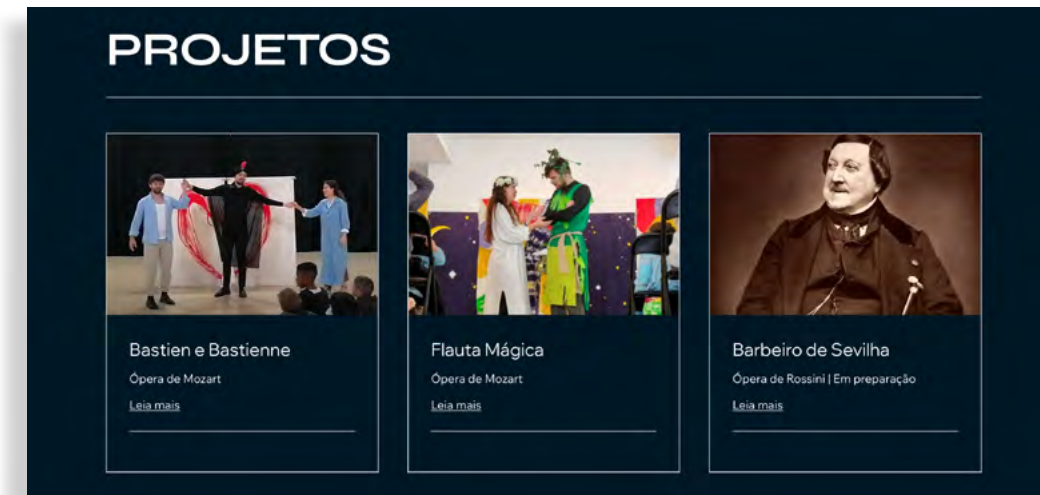 PROJETOS
Bastien e Bastienne
Ópera de Mozart
Leia mais
Flauta Mágica
Ópera de Mozart
Leia mais
Barbeiro de Sevilha
Ópera de Rossini | Em preparação
Leia mais